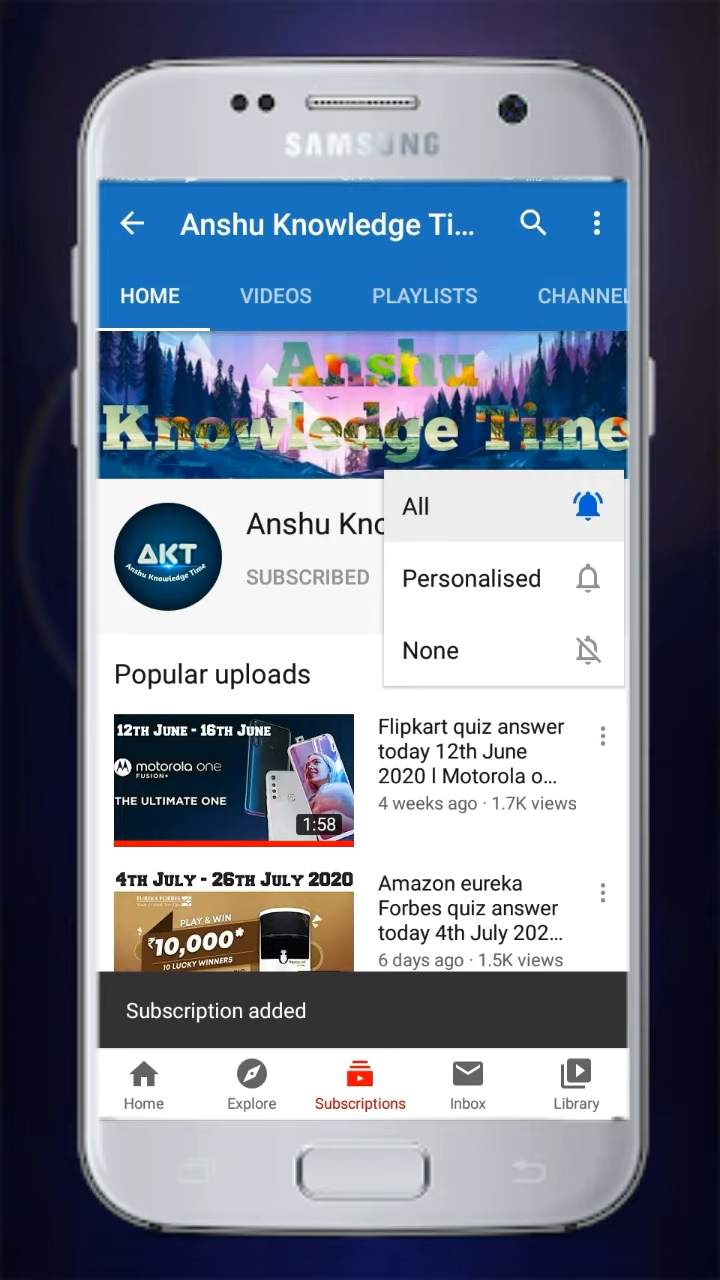 SAMSUNG
Anshu Knowledge Ti...
HOME VIDEOS PLAYLISTS CHANNEL
Anshu
Knowledge Time
All
AKT
Anshu Knowledge Time
Anshu Kno
SUBSCRIBED
Personalised
None
Popular uploads
12TH JUNE - 16TH JUNE
motorola one
FUSION+
THE ULTIMATE ONE
1:58
Flipkart quiz answer
today 12th June
2020 l Motorola o...
4 weeks ago · 1.7K views
4TH JULY - 26TH JULY 2020
EUREKA FORBES
PLAY & WIN
₹10,000*
10 LUCKY WINNERS
Amazon eureka
Forbes quiz answer
today 4th July 202...
6 days ago · 1.5K views
Subscription added
Home Explore Subscriptions Inbox Library